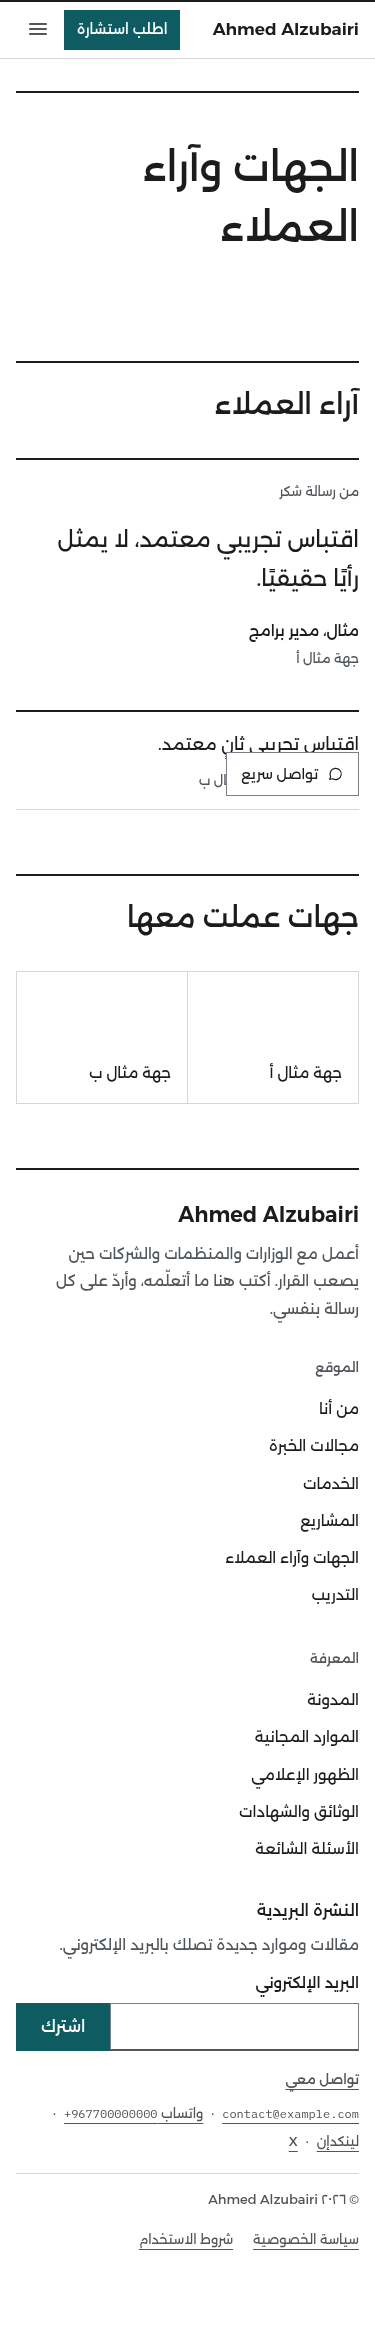 Ahmed Alzubairi
اطلب استشارة
الجهات وآراء
العملاء
آراء العملاء
من رسالة شكر
اقتباس تجريبي معتمد، لا يمثل
رأيًا حقيقيًا.
مثال، مدير برامج
جهة مثال أ
اقتباس تجريبي ثانٍ معتمد.
ب
تواصل سريع
جهات عملت معها
جهة مثال أ
جهة مثال ب
Ahmed Alzubairi
أعمل مع الوزارات والمنظمات والشركات حين
يصعب القرار. أكتب هنا ما أتعلّمه، وأردّ على كل
رسالة بنفسي.
الموقع
من أنا
مجالات الخبرة
الخدمات
المشاريع
الجهات وآراء العملاء
التدريب
المعرفة
المدونة
الموارد المجانية
الظهور الإعلامي
الوثائق والشهادات
الأسئلة الشائعة
النشرة البريدية
مقالات وموارد جديدة تصلك بالبريد الإلكتروني.
البريد الإلكتروني
اشترك
تواصل معي
contact@example.com · واتساب +967700000000 ·
لينكدإن · X
© ٢٠٢٦ Ahmed Alzubairi
سياسة الخصوصية
شروط الاستخدام